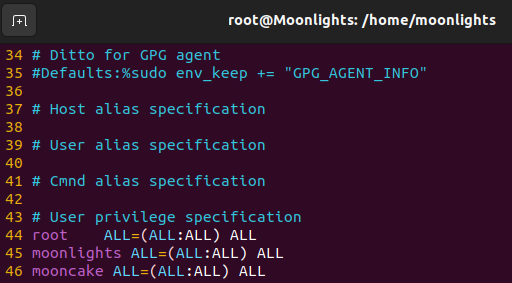 root@Moonlights: /home/moonlights
34 # Ditto for GPG agent
35 #Defaults:%sudo env_keep += "GPG_AGENT_INFO"
36
37 # Host alias specification
38
39 # User alias specification
40
41 # Cmnd alias specification
42
43 # User privilege specification
44 root    ALL=(ALL:ALL) ALL
45 moonlights ALL=(ALL:ALL) ALL
46 mooncake ALL=(ALL:ALL) ALL